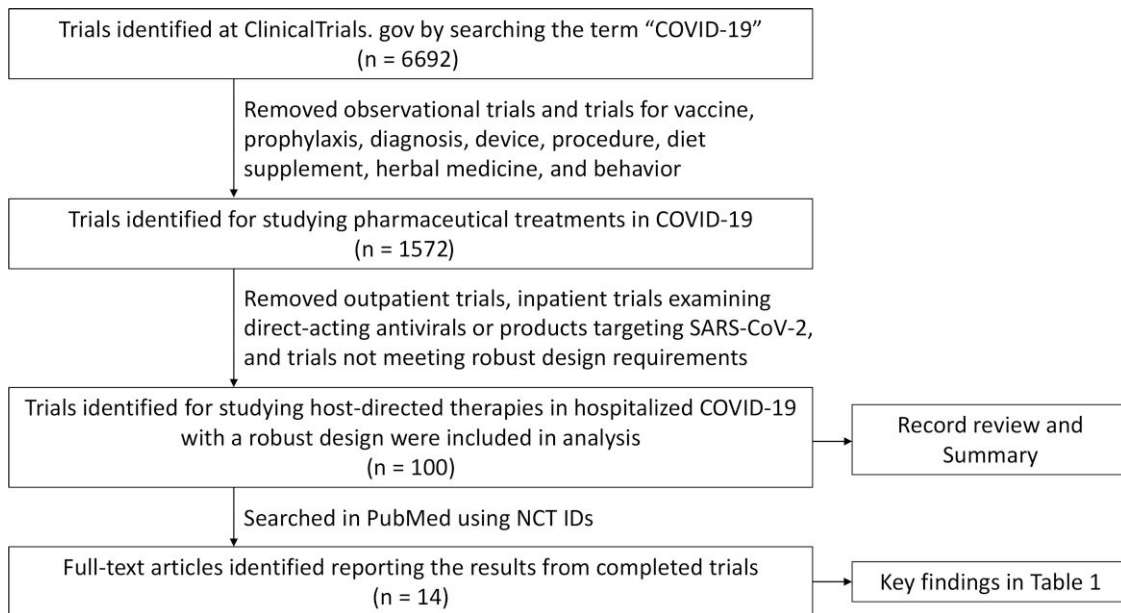 Trials identified at ClinicalTrials. gov by searching the term “COVID-19”
(n = 6692)
Removed observational trials and trials for vaccine,
prophylaxis, diagnosis, device, procedure, diet
supplement, herbal medicine, and behavior
Trials identified for studying pharmaceutical treatments in COVID-19
(n = 1572)
Removed outpatient trials, inpatient trials examining
direct-acting antivirals or products targeting SARS-CoV-2,
and trials not meeting robust design requirements
Trials identified for studying host-directed therapies in hospitalized COVID-19
with a robust design were included in analysis
(n = 100)
Record review and
Summary
Searched in PubMed using NCT IDs
Full-text articles identified reporting the results from completed trials
(n = 14)
Key findings in Table 1